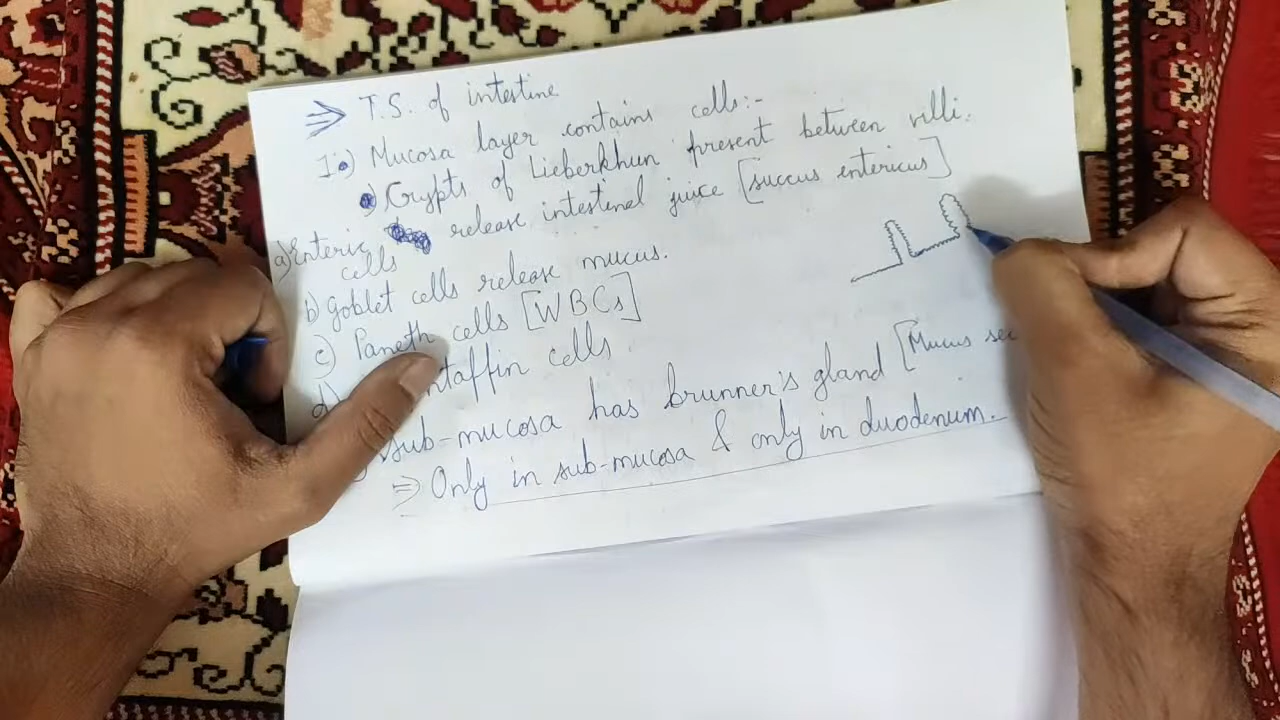 ⇒ T.S. of intestine
1•) Mucosa layer contains cells:-
•) Crypts of Lieberkhun present between villi.
release intestinal juice [succus entericus]
a) Enteric cells
b) Goblet cells release mucus.
c) Paneth cells [WBCs]
d) taffin cells
Sub-mucosa has brunner's gland [Mucus sec
⇒ Only in sub-mucosa & only in duodenum.